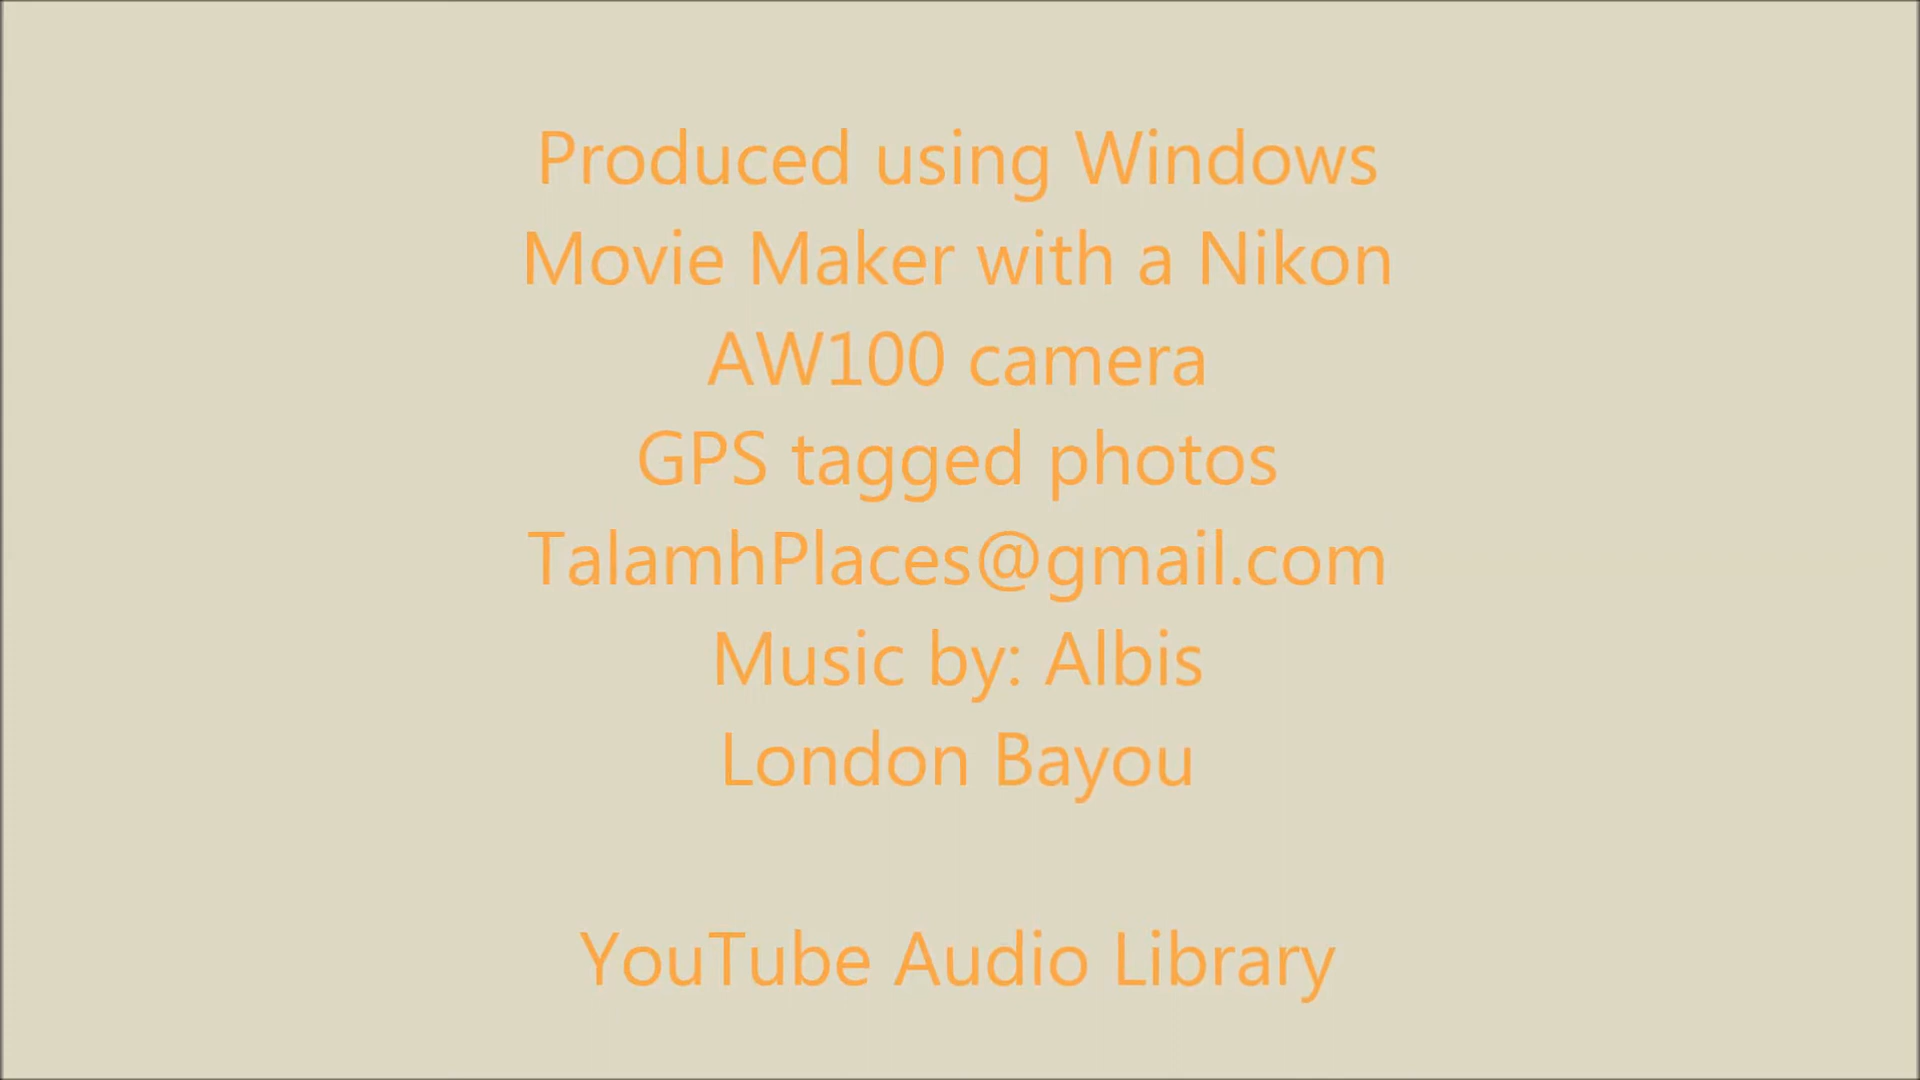 Produced using Windows
Movie Maker with a Nikon
AW100 camera
GPS tagged photos
TalamhPlaces@gmail.com
Music by: Albis
London Bayou
YouTube Audio Library